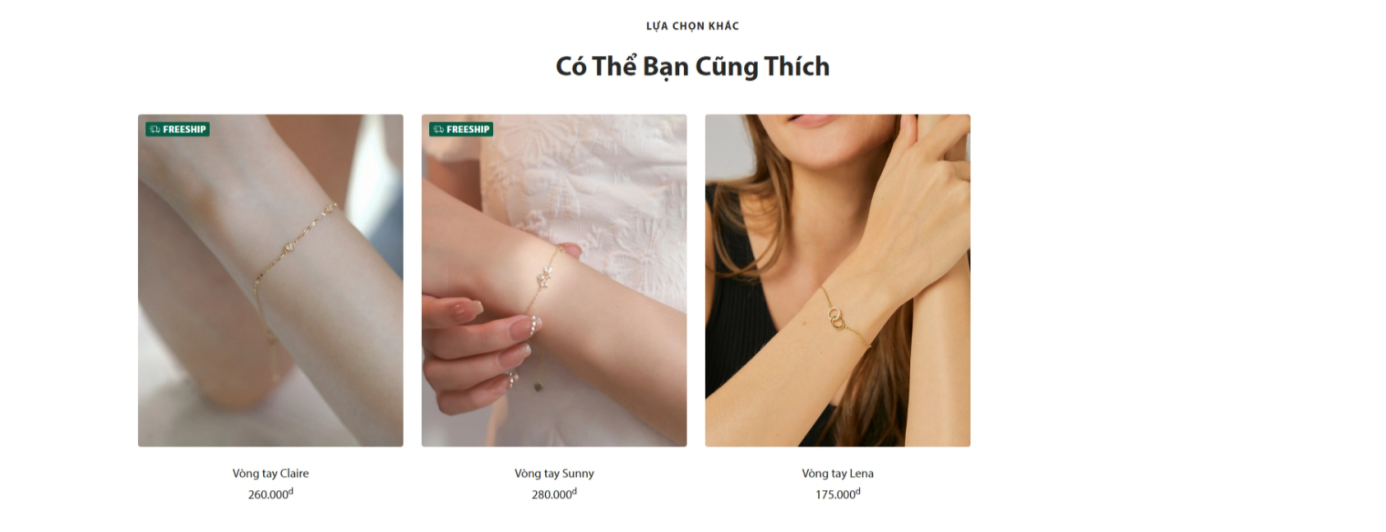 LỰA CHỌN KHÁC
Có Thể Bạn Cũng Thích
FREESHIP
FREESHIP
Vòng tay Claire
260.000đ
Vòng tay Sunny
280.000đ
Vòng tay Lena
175.000đ